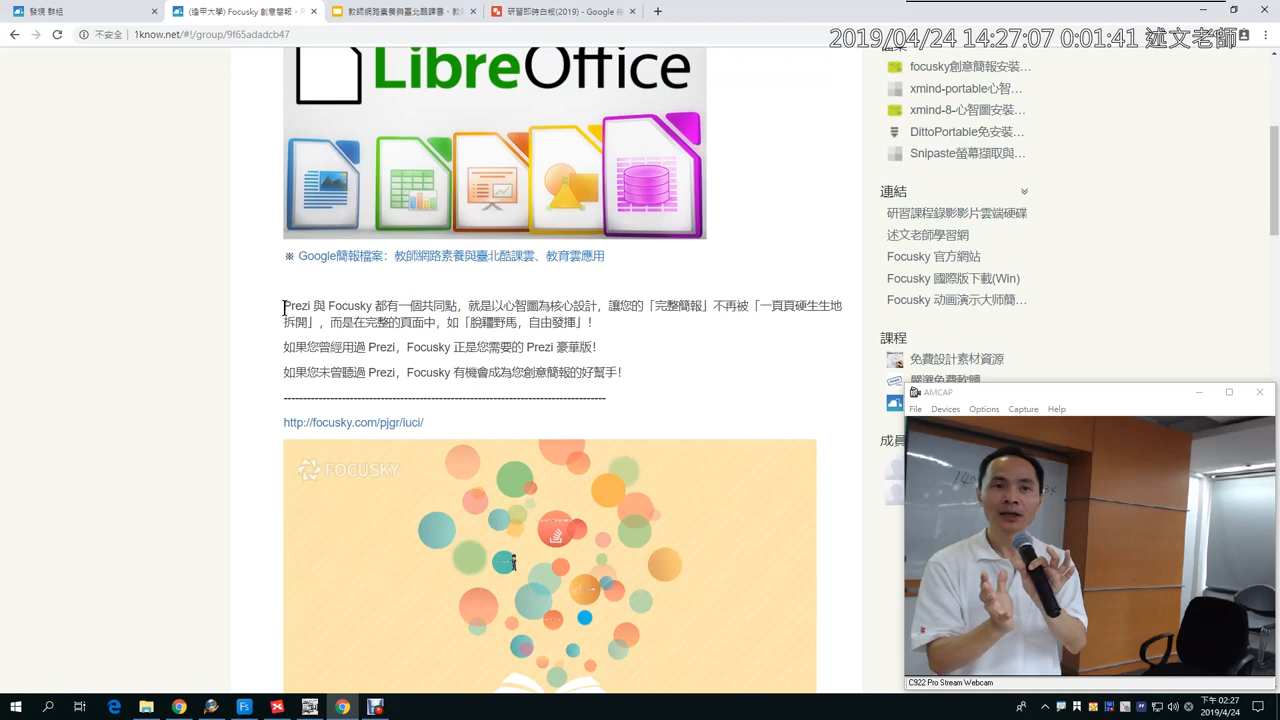 發現 群組
(逢甲大學) Focusky 創意簡報，
教師網路素養與臺北酷課雲、教
研習即時白板(2019) - Google
不安全 | 1know.net/#!/group/9f65adadcb47
2019/04/24 14:27:07 0:01:41 述文老師
LibreOffice
※ Google簡報檔案：教師網路素養與臺北酷課雲、教育雲應用
Prezi 與 Focusky 都有一個共同點，就是以心智圖為核心設計，讓您的「完整簡報」不再被「一頁頁硬生生地
拆開」，而是在完整的頁面中，如「脫韁野馬，自由發揮」！
如果您曾經用過 Prezi，Focusky 正是您需要的 Prezi 豪華版！
如果您未曾聽過 Prezi，Focusky 有機會成為您創意簡報的好幫手！
--------------------------------------------------------------------------------
http://focusky.com/pjgr/iuci/
FOCUSKY
focusky創意簡報安裝…
xmind-portable心智…
xmind-8-心智圖安裝…
DittoPortable免安裝…
Snipaste螢幕擷取與…
連結
研習課程錄影影片雲端硬碟
述文老師學習網
Focusky 官方網站
Focusky 國際版下載(Win)
Focusky 动画演示大师簡…
課程
免費設計素材資源
嚴選免費軟體
成員
AMCAP
File Devices Options Capture Help
C922 Pro Stream Webcam
下午 02:27
2019/4/24